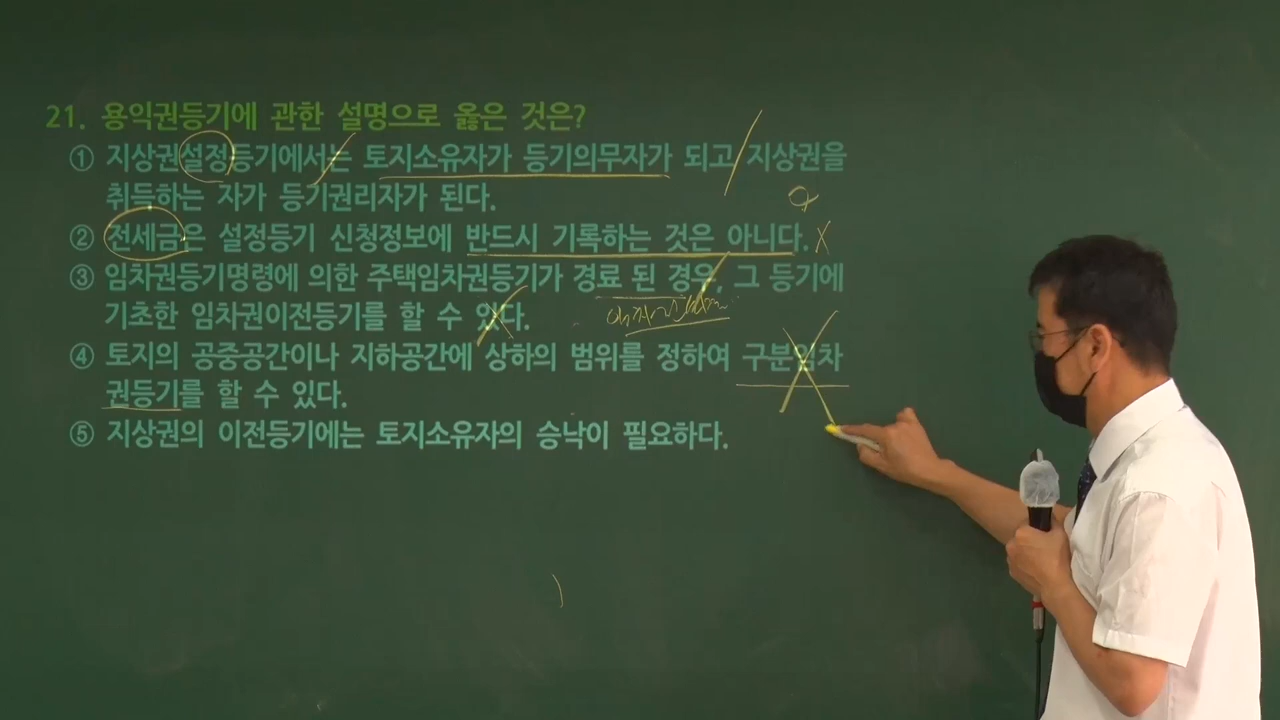 21. 용익권등기에 관한 설명으로 옳은 것은?
① 지상권설정등기에서는 토지소유자가 등기의무자가 되고 지상권을
취득하는 자가 등기권리자가 된다.
② 전세금은 설정등기 신청정보에 반드시 기록하는 것은 아니다.
③ 임차권등기명령에 의한 주택임차권등기가 경료 된 경우, 그 등기에
기초한 임차권이전등기를 할 수 있다.
④ 토지의 공중공간이나 지하공간에 상하의 범위를 정하여 구분임차
권등기를 할 수 있다.
⑤ 지상권의 이전등기에는 토지소유자의 승낙이 필요하다.